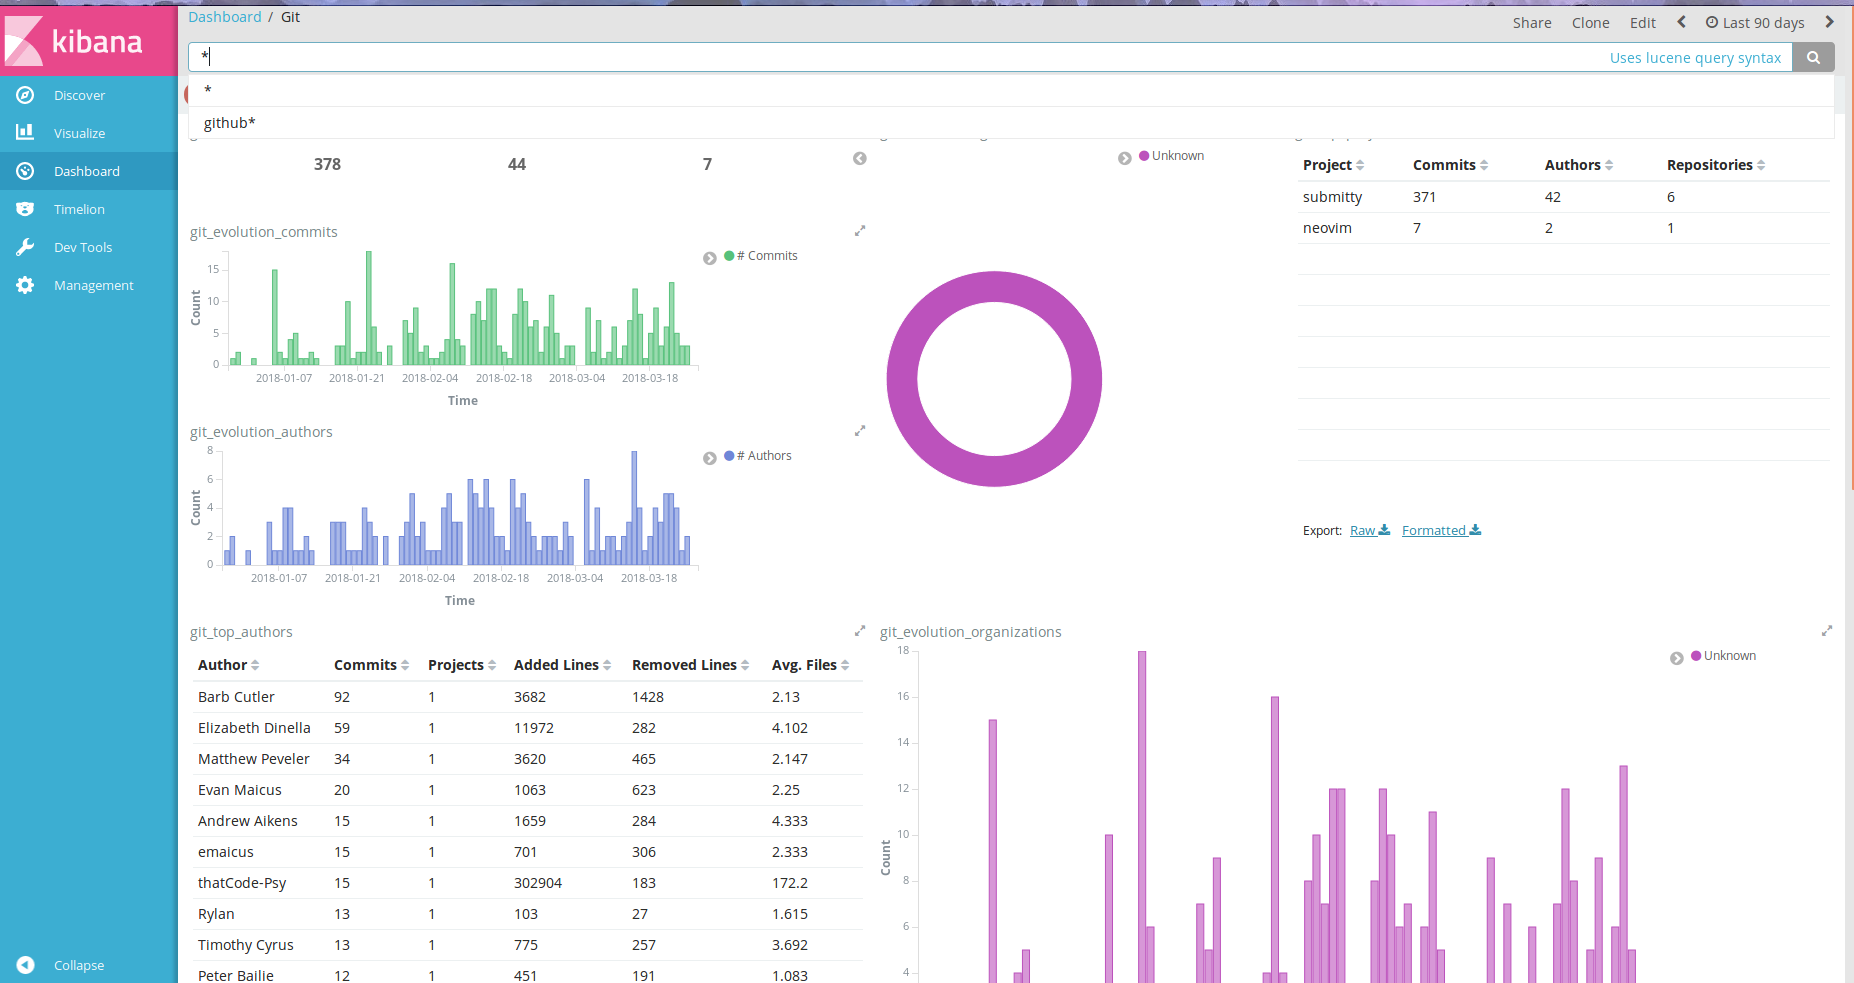 kibana
Discover
Visualize
Dashboard
Timelion
Dev Tools
Management
Collapse
Dashboard / Git
Share Clone Edit Last 90 days
* Uses lucene query syntax
*
github*
378 44 7
git_evolution_commits
# Commits
Count
15
10
5
0
2018-01-07 2018-01-21 2018-02-04 2018-02-18 2018-03-04 2018-03-18
Time
git_evolution_authors
# Authors
Count
8
6
4
2
0
2018-01-07 2018-01-21 2018-02-04 2018-02-18 2018-03-04 2018-03-18
Time
Unknown
Project Commits Authors Repositories
submitty 371 42 6
neovim 7 2 1
Export: Raw Formatted
git_top_authors
Author Commits Projects Added Lines Removed Lines Avg. Files
Barb Cutler 92 1 3682 1428 2.13
Elizabeth Dinella 59 1 11972 282 4.102
Matthew Peveler 34 1 3620 465 2.147
Evan Maicus 20 1 1063 623 2.25
Andrew Aikens 15 1 1659 284 4.333
emaicus 15 1 701 306 2.333
thatCode-Psy 15 1 302904 183 172.2
Rylan 13 1 103 27 1.615
Timothy Cyrus 13 1 775 257 3.692
Peter Bailie 12 1 451 191 1.083
git_evolution_organizations
Unknown
Count
18
16
14
12
10
8
6
4